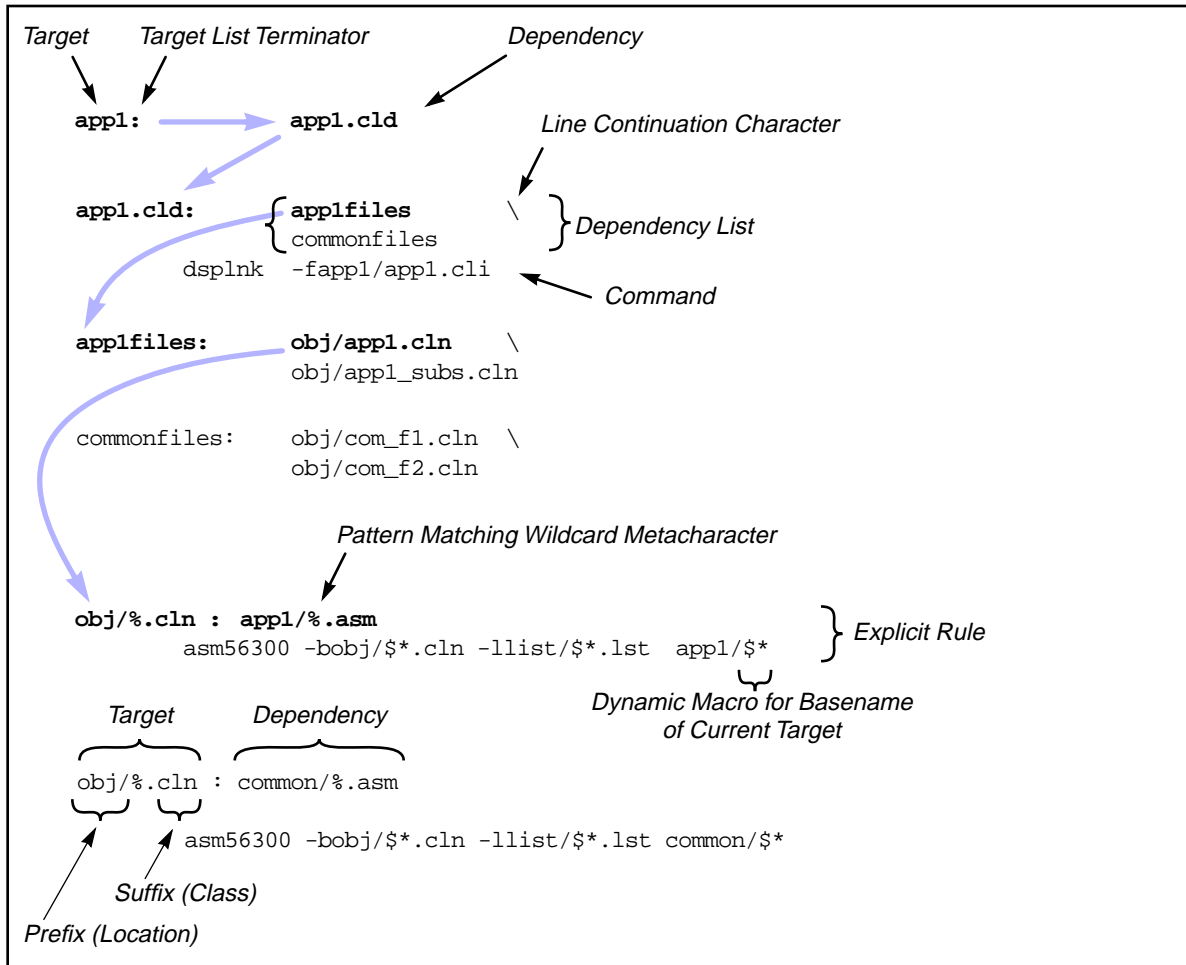 Target Target List Terminator Dependency
app1: app1.cld
Line Continuation Character
app1.cld: app1files \
commonfiles
Dependency List
dsplnk -fapp1/app1.cli
Command
app1files: obj/app1.cln \
obj/app1_subs.cln
commonfiles: obj/com_f1.cln \
obj/com_f2.cln
Pattern Matching Wildcard Metacharacter
obj/%.cln : app1/%.asm
asm56300 -bobj/$*.cln -llist/$*.lst app1/$*
Explicit Rule
Dynamic Macro for Basename
of Current Target
Target Dependency
obj/%.cln : common/%.asm
asm56300 -bobj/$*.cln -llist/$*.lst common/$*
Suffix (Class)
Prefix (Location)